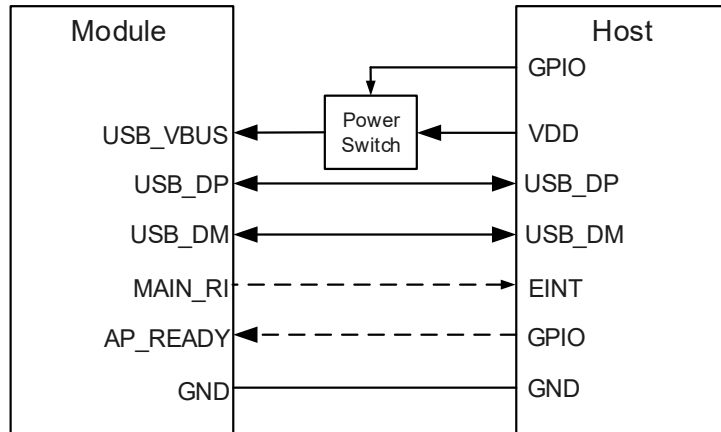 Module
Host
GPIO
Power
Switch
USB_VBUS
VDD
USB_DP
USB_DP
USB_DM
USB_DM
MAIN_RI
EINT
AP_READY
GPIO
GND
GND